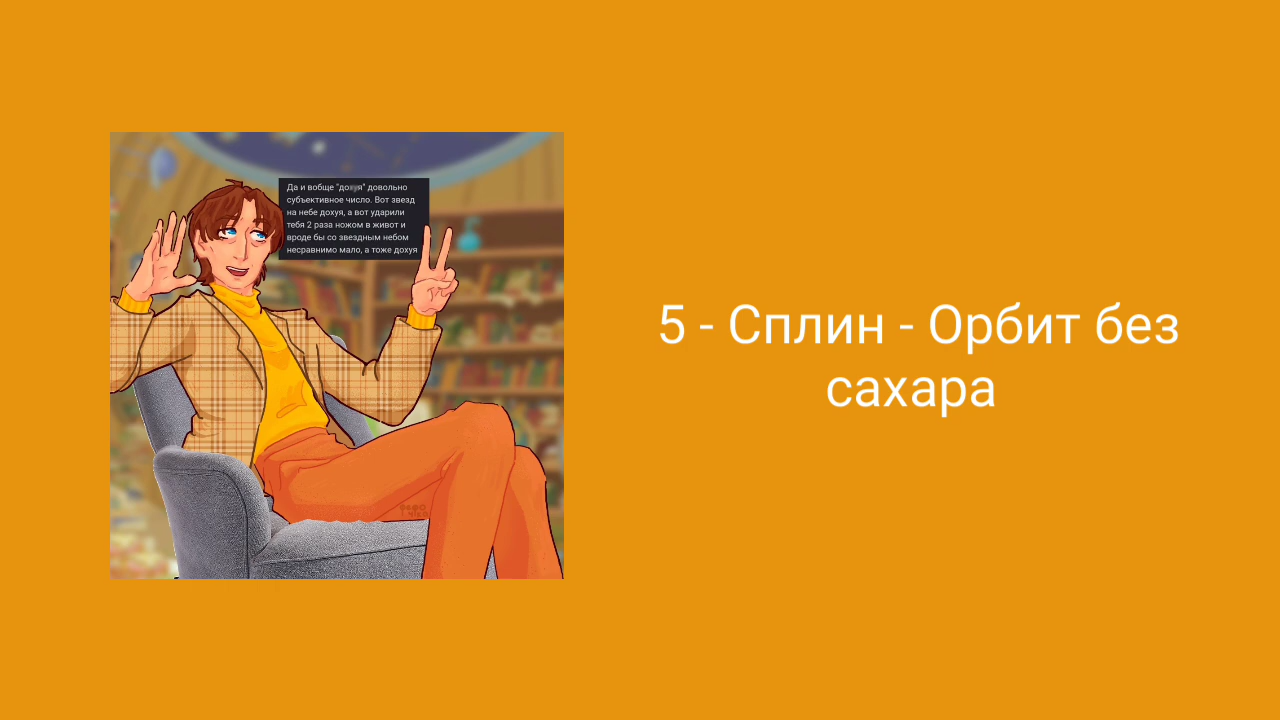 Да и вобще "дохуя" довольно
субъективное число. Вот звезд
на небе дохуя, а вот ударили
тебя 2 раза ножом в живот и
вроде бы со звездным небом
несравнимо мало, а тоже дохуя
5 - Сплин - Орбит без
сахара